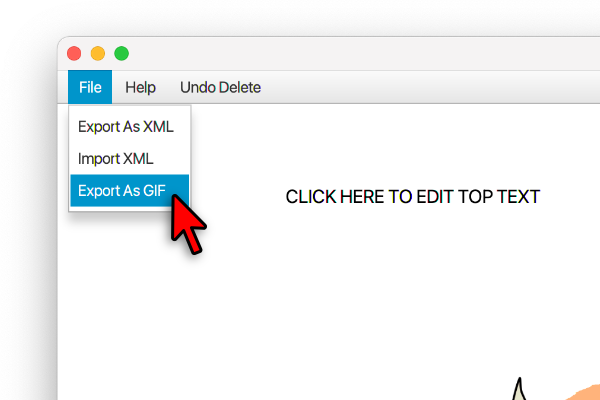 File Help Undo Delete
Export As XML
Import XML
Export As GIF
CLICK HERE TO EDIT TOP TEXT